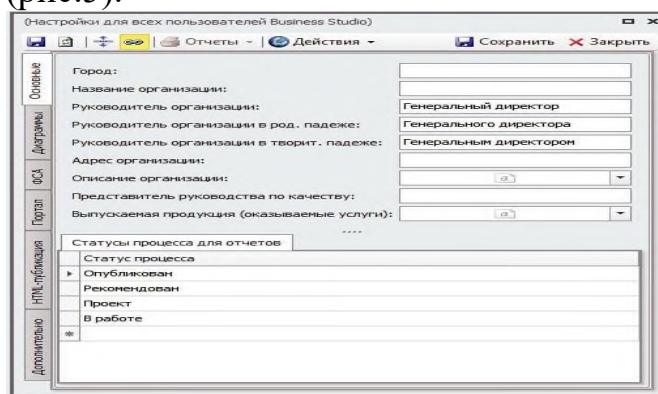 (рис.5).
(Настройки для всех пользователей Business Studio)
Отчеты Действия Сохранить Закрыть
Основные
Диаграммы
ФСА
Портал
HTML-публикация
Дополнительно
Город:
Название организации:
Руководитель организации: Генеральный директор
Руководитель организации в род. падеже: Генерального директора
Руководитель организации в творит. падеже: Генеральным директором
Адрес организации:
Описание организации:
Представитель руководства по качеству:
Выпускаемая продукция (оказываемые услуги):
Статусы процесса для отчетов
Статус процесса
Опубликован
Рекомендован
Проект
В работе